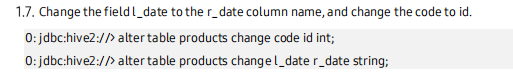 1.7. Change the field l_date to the r_date column name, and change the code to id.
0: jdbc:hive2://> alter table products change code id int;
0: jdbc:hive2://> alter table products change l_date r_date string;